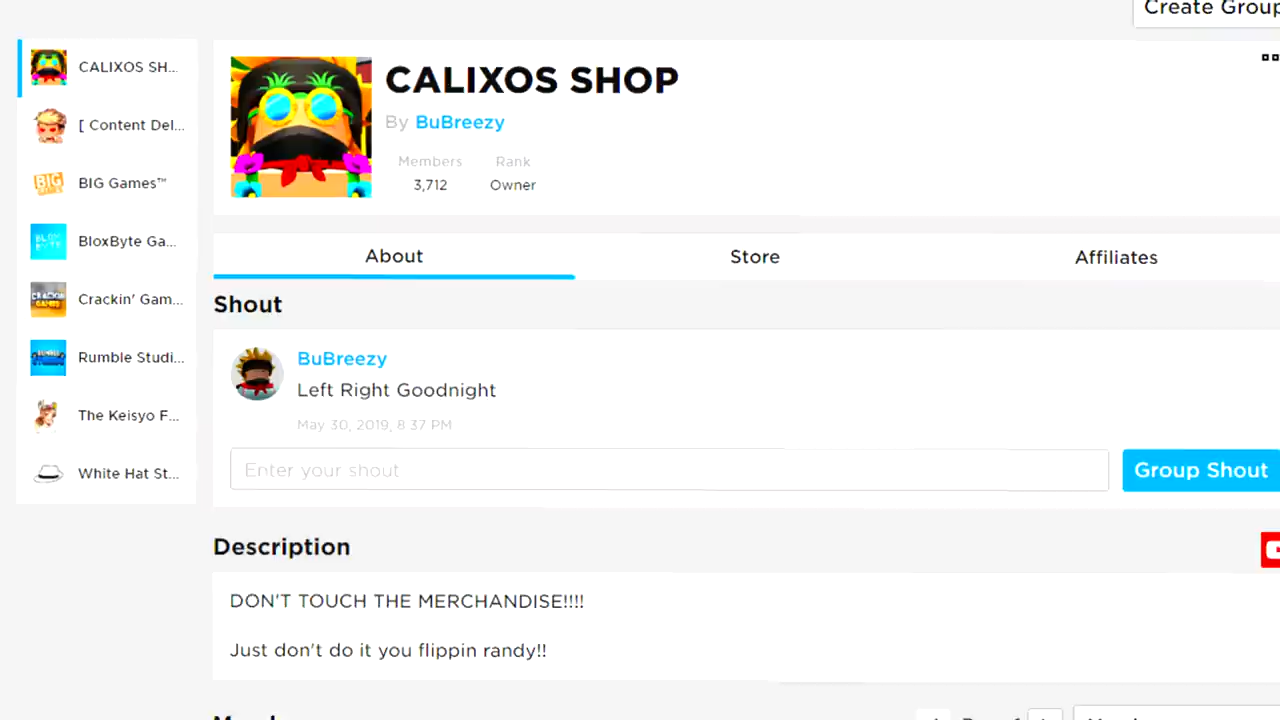 Create Group
CALIXOS SH...
[ Content Del...
BIG Games™
BloxByte Ga...
Crackin' Gam...
Rumble Studi...
The Keisyo F...
White Hat St...
CALIXOS SHOP
By BuBreezy
Members Rank
3,712 Owner
About Store Affiliates
Shout
BuBreezy
Left Right Goodnight
May 30, 2019, 8:37 PM
Enter your shout
Group Shout
Description
DON'T TOUCH THE MERCHANDISE!!!!
Just don't do it you flippin randy!!